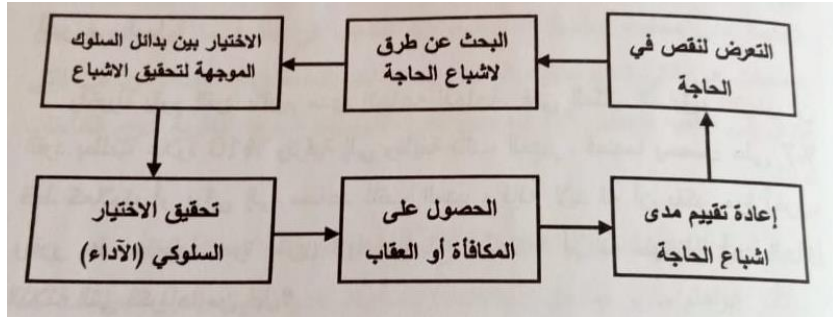 التعرض لنقص في
الحاجة
البحث عن طرق
لاشباع الحاجة
الاختيار بين بدائل السلوك
الموجهة لتحقيق الاشباع
تحقيق الاختيار
السلوكي (الآداء)
الحصول على
المكافأة أو العقاب
إعادة تقييم مدى
اشباع الحاجة